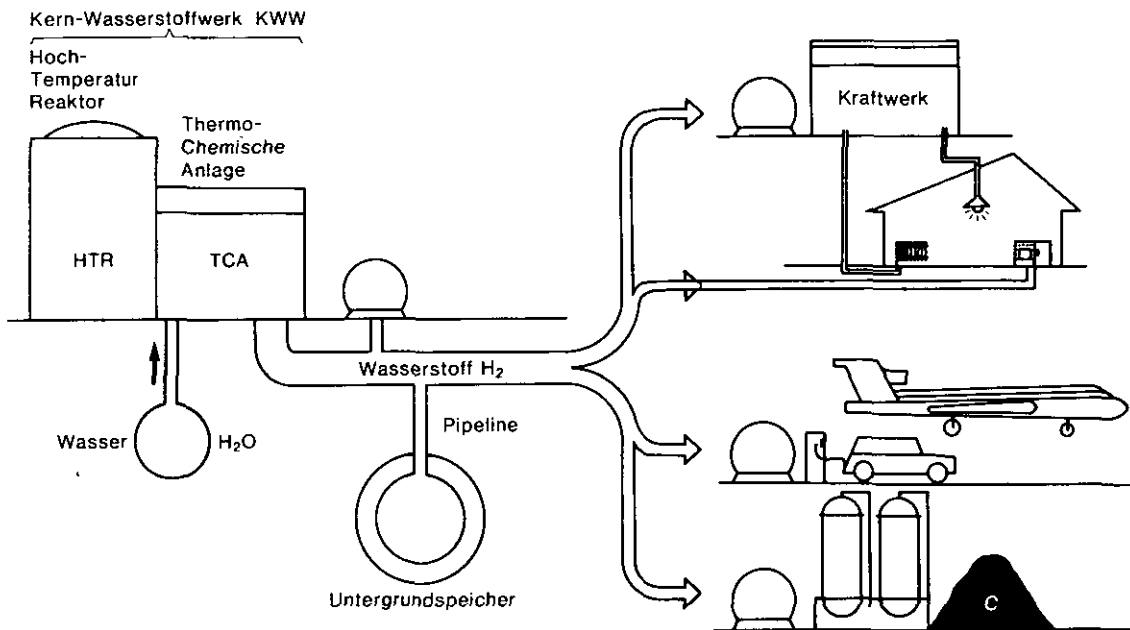 Kern-Wasserstoffwerk KWW
Hoch-
Temperatur
Reaktor
Thermo-
Chemische
Anlage
HTR
TCA
Wasserstoff H₂
Wasser
H₂O
Pipeline
Untergrundspeicher
Kraftwerk
C